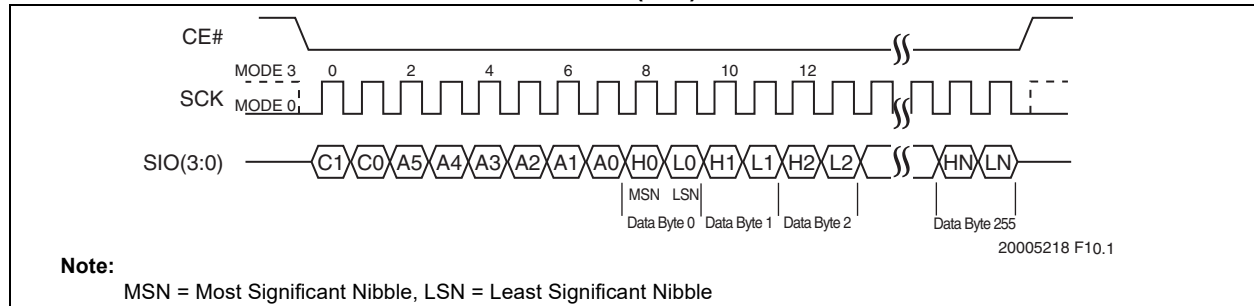 CE#
MODE 3 0 2 4 6 8 10 12
SCK MODE 0
SIO(3:0) C1 C0 A5 A4 A3 A2 A1 A0 H0 L0 H1 L1 H2 L2 HN LN
MSN LSN
Data Byte 0 Data Byte 1 Data Byte 2 Data Byte 255
20005218 F10.1
Note:
MSN = Most Significant Nibble, LSN = Least Significant Nibble